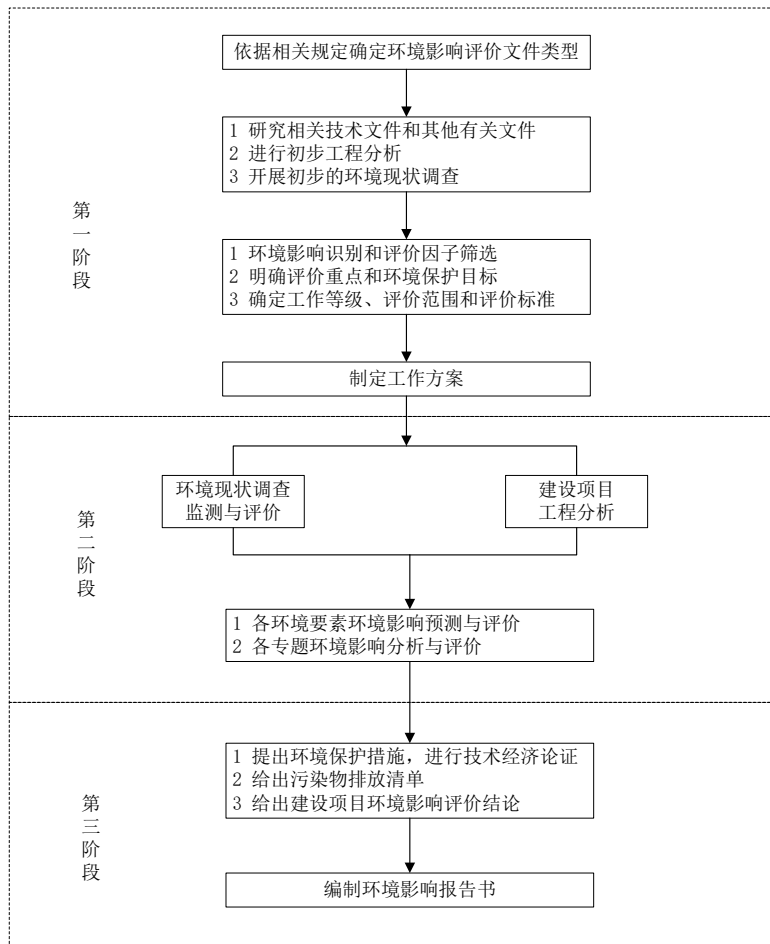 依据相关规定确定环境影响评价文件类型
1 研究相关技术文件和其他有关文件
2 进行初步工程分析
3 开展初步的环境现状调查
第一阶段
1 环境影响识别和评价因子筛选
2 明确评价重点和环境保护目标
3 确定工作等级、评价范围和评价标准
制定工作方案
第二阶段
环境现状调查
监测与评价
建设项目
工程分析
1 各环境要素环境影响预测与评价
2 各专题环境影响分析与评价
第三阶段
1 提出环境保护措施，进行技术经济论证
2 给出污染物排放清单
3 给出建设项目环境影响评价结论
编制环境影响报告书